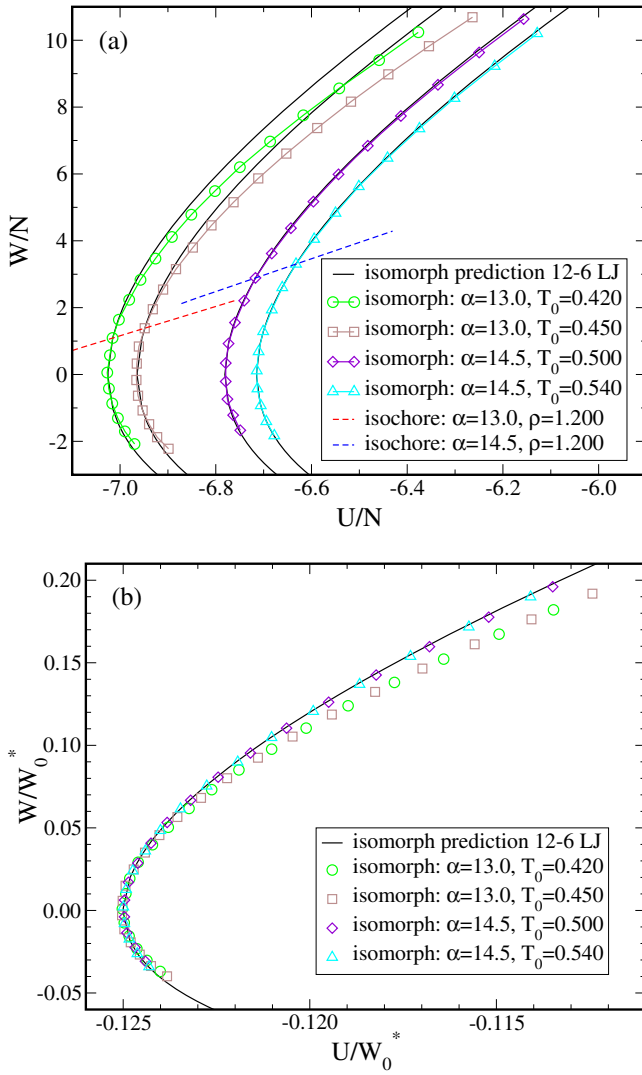 (a)
10
8
6
4
2
0
-2
W/N
isomorph prediction 12-6 LJ
isomorph: α=13.0, T₀=0.420
isomorph: α=13.0, T₀=0.450
isomorph: α=14.5, T₀=0.500
isomorph: α=14.5, T₀=0.540
isochore: α=13.0, ρ=1.200
isochore: α=14.5, ρ=1.200
-7.0 -6.8 -6.6 -6.4 -6.2 -6.0
U/N
(b)
0.20
0.15
0.10
0.05
0.00
-0.05
W/W₀*
isomorph prediction 12-6 LJ
isomorph: α=13.0, T₀=0.420
isomorph: α=13.0, T₀=0.450
isomorph: α=14.5, T₀=0.500
isomorph: α=14.5, T₀=0.540
-0.125 -0.120 -0.115
U/W₀*